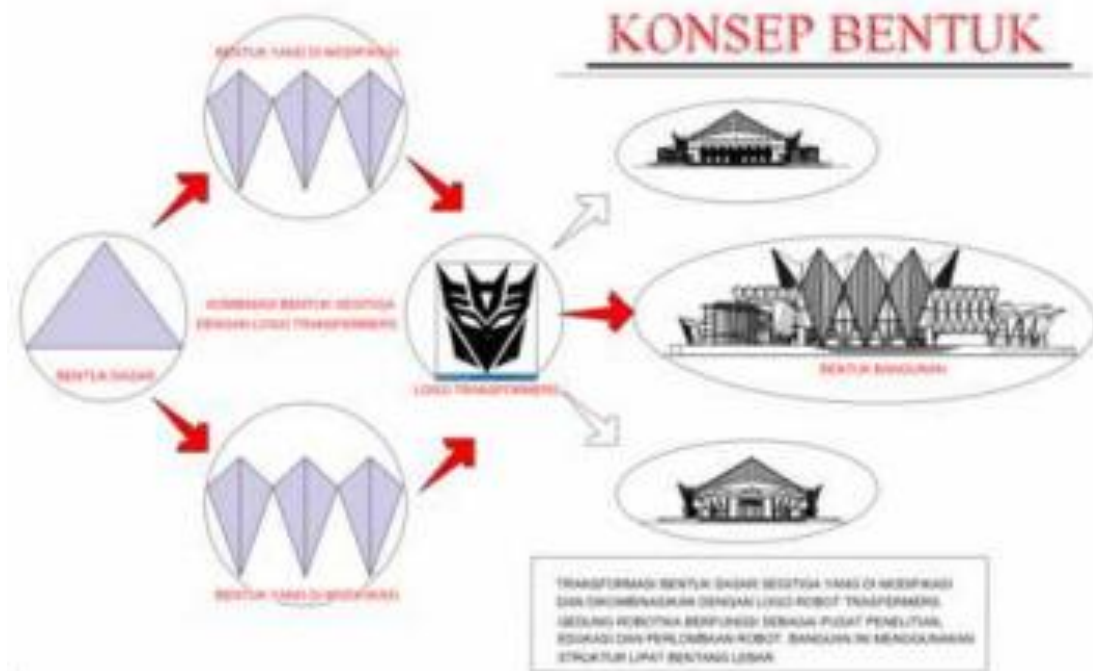 KONSEP BENTUK
BENTUK YANG DI MODIFIKASI
KOMBINASI BENTUK SEGITIGA
DENGAN LOGO TRANSFORMERS
BENTUK DASAR
LOGO TRANSFORMERS
BENTUK BANGUNAN
BENTUK YANG DI MODIFIKASI
TRANSFORMASI BENTUK DASAR SEGITIGA YANG DI MODIFIKASI
DAN DIKOMBINASIKAN DENGAN LOGO ROBOT TRASFORMERS.
GEDUNG ROBOTIKA BERFUNGSI SEBAGAI PUSAT PENELITIAN,
EDUKASI DAN PERLOMBAAN ROBOT. BANGUAN INI MENGGUNAKAN
STRUKTUR LIPAT BENTANG LEBAR